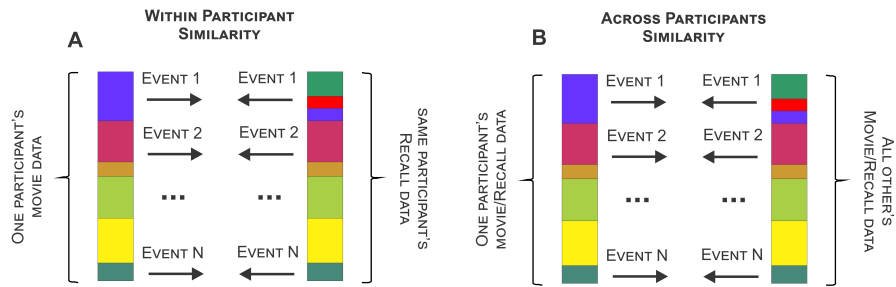 WITHIN PARTICIPANT
SIMILARITY
A
ONE PARTICIPANT'S
MOVIE DATA
EVENT 1
EVENT 1
EVENT 2
EVENT 2
...
...
EVENT N
EVENT N
SAME PARTICIPANT'S
RECALL DATA
ACROSS PARTICIPANTS
SIMILARITY
B
ONE PARTICIPANT'S
MOVIE/RECALL DATA
EVENT 1
EVENT 1
EVENT 2
EVENT 2
...
...
EVENT N
EVENT N
ALL OTHER'S
MOVIE/RECALL DATA